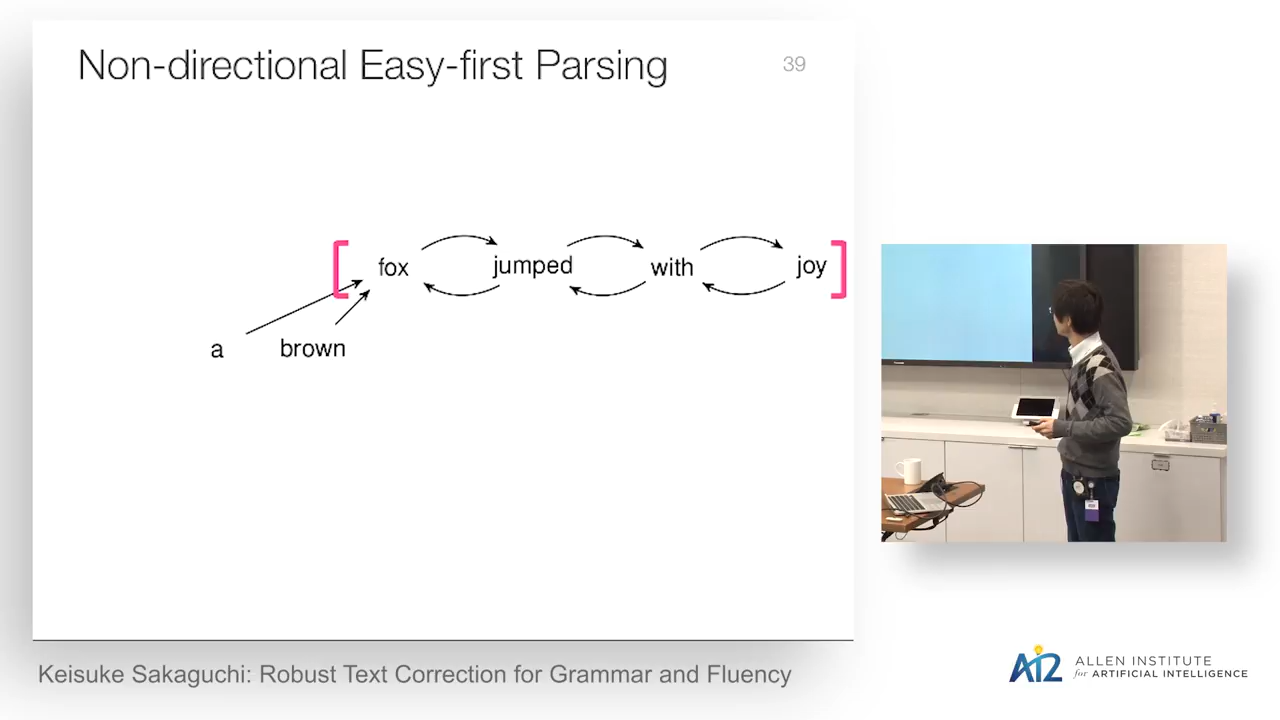 Non-directional Easy-first Parsing
39
[ fox jumped with joy ]
a brown
Keisuke Sakaguchi: Robust Text Correction for Grammar and Fluency
AI2 ALLEN INSTITUTE
for ARTIFICIAL INTELLIGENCE